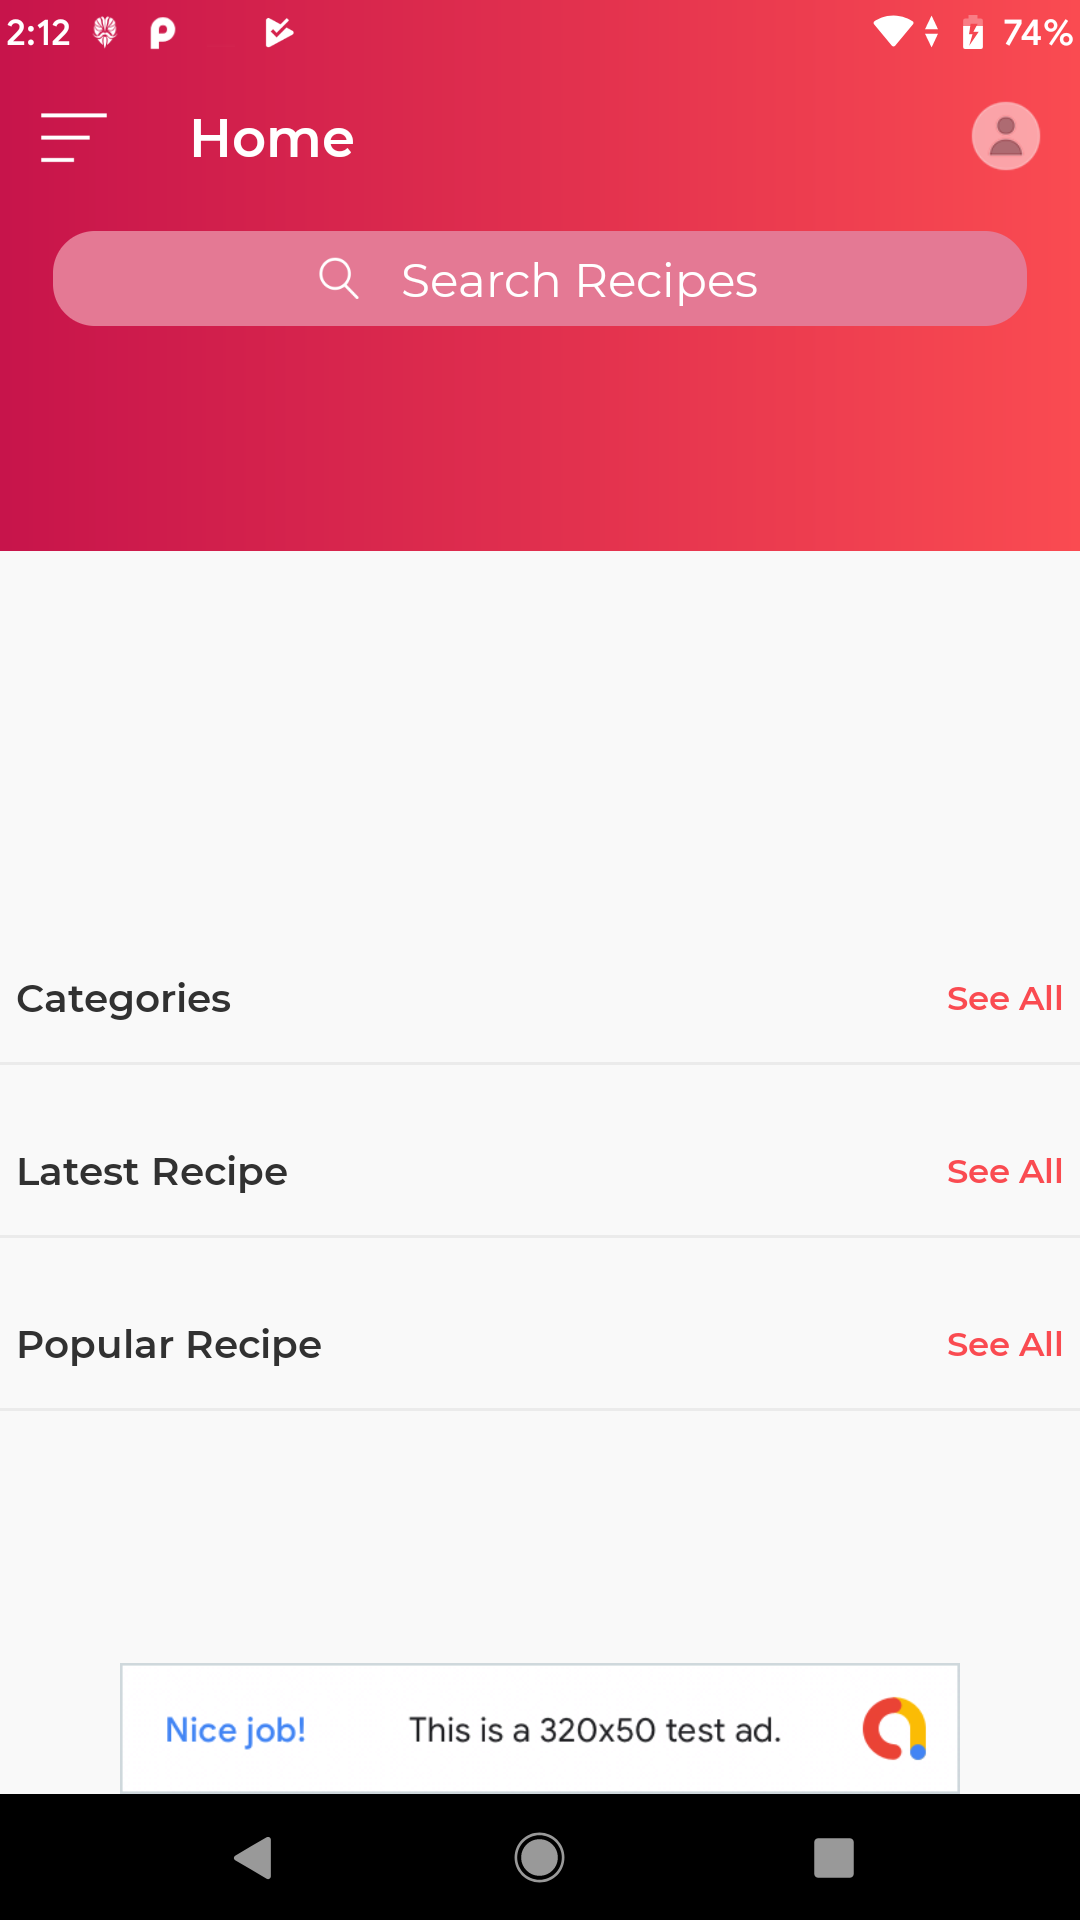 2:12
74%
Home
Search Recipes
Categories
See All
Latest Recipe
See All
Popular Recipe
See All
Nice job!
This is a 320x50 test ad.